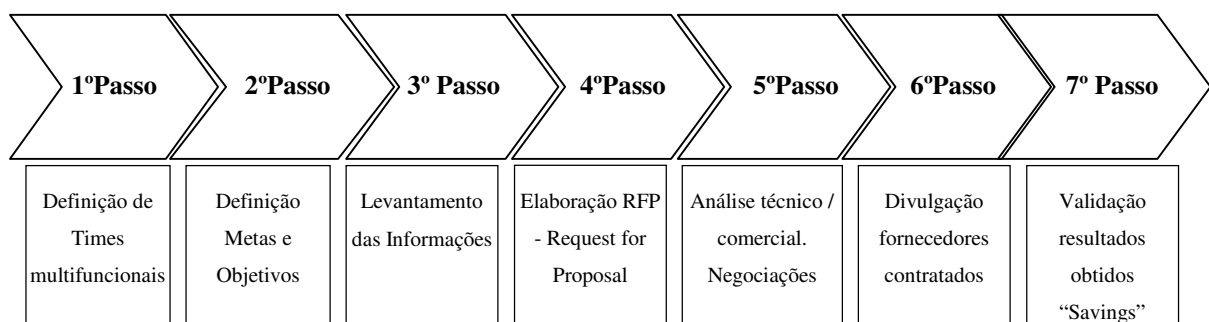 1ºPasso
2ºPasso
3º Passo
4ºPasso
5ºPasso
6ºPasso
7º Passo
Definição de
Times
multifuncionais
Definição
Metas e
Objetivos
Levantamento
das Informações
Elaboração RFP
- Request for
Proposal
Análise técnico /
comercial.
Negociações
Divulgação
fornecedores
contratados
Validação
resultados
obtidos
“Savings”